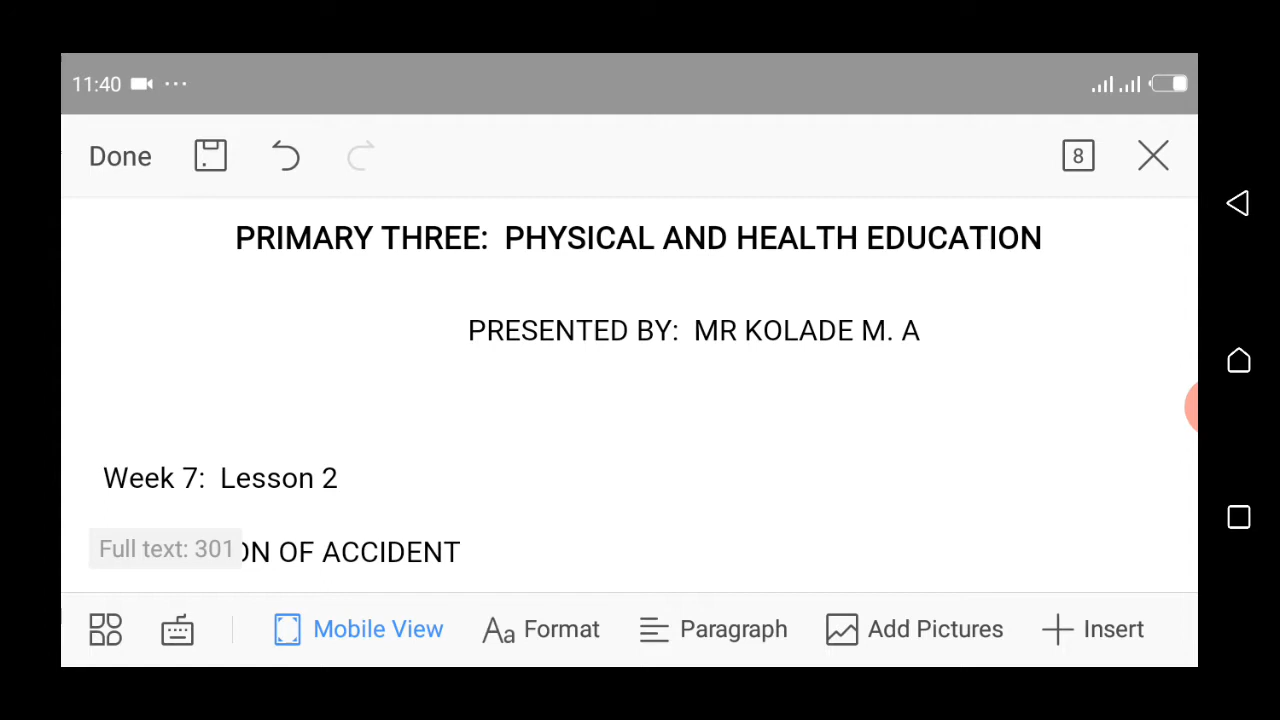 11:40
Done
8
PRIMARY THREE: PHYSICAL AND HEALTH EDUCATION
PRESENTED BY: MR KOLADE M. A
Week 7: Lesson 2
Full text: 301
OF ACCIDENT
Mobile View
Aa Format
Paragraph
Add Pictures
Insert